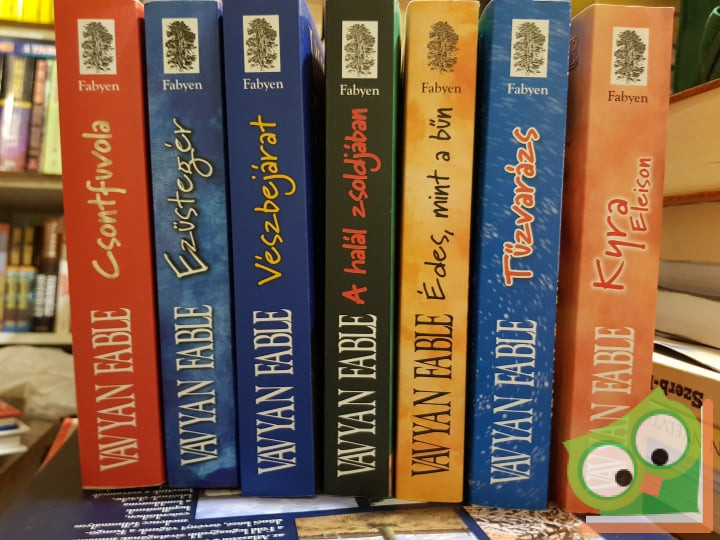 Fabyen
Csontfuvola
VAVYAN FABLE
Fabyen
Ezüstegér
VAVYAN FABLE
Fabyen
Vészbejárat
VAVYAN FABLE
Fabyen
A halál zsoldjában
VAVYAN FABLE
Fabyen
Édes, mint a bűn
VAVYAN FABLE
Fabyen
Tűzvarázs
VAVYAN FABLE
Fabyen
Kyra
Eleison
VAVYAN FABLE
Szerb-